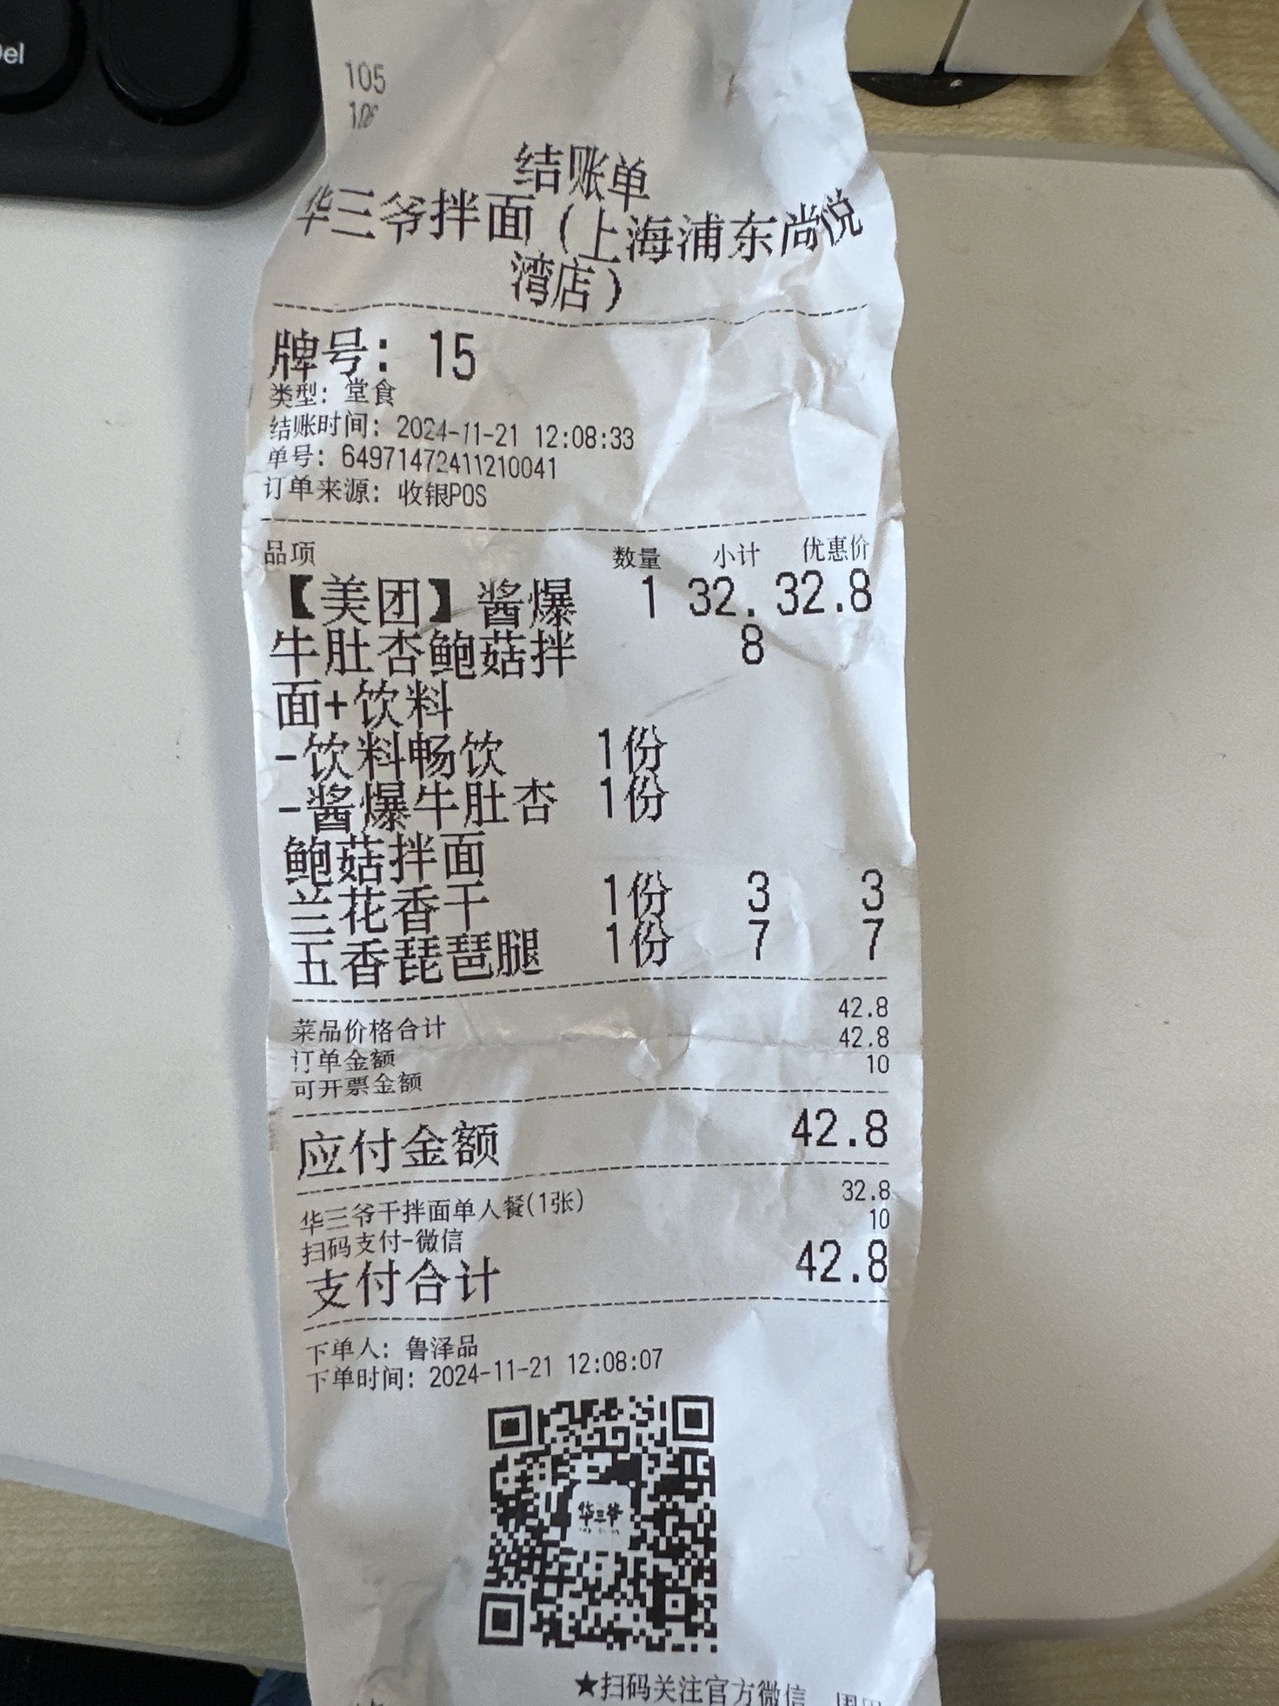 Del
105
106
结账单
华三爷拌面（上海浦东尚悦
湾店）
牌号: 15
类型: 堂食
结账时间: 2024-11-21 12:08:33
单号: 64971472411210041
订单来源: 收银POS
品项 数量 小计 优惠价
【美团】酱爆 1 32. 32.8
牛肚杏鲍菇拌 8
面+饮料
-饮料畅饮 1份
-酱爆牛肚杏 1份
鲍菇拌面
兰花香干 1份 3 3
五香琵琶腿 1份 7 7
菜品价格合计 42.8
订单金额 42.8
可开票金额 10
应付金额 42.8
华三爷干拌面单人餐(1张) 32.8
扫码支付-微信 10
支付合计 42.8
下单人: 鲁泽品
下单时间: 2024-11-21 12:08:07
华三爷
★扫码关注官方微信